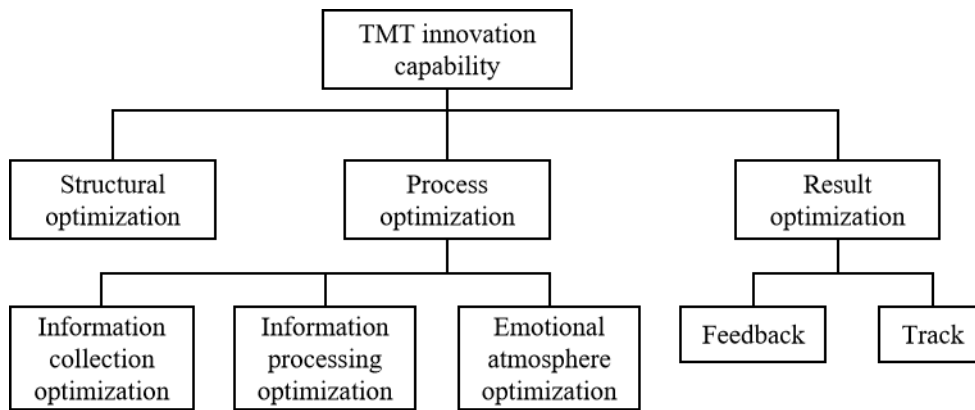 TMT innovation
capability
Structural
optimization
Process
optimization
Result
optimization
Information
collection
optimization
Information
processing
optimization
Emotional
atmosphere
optimization
Feedback
Track